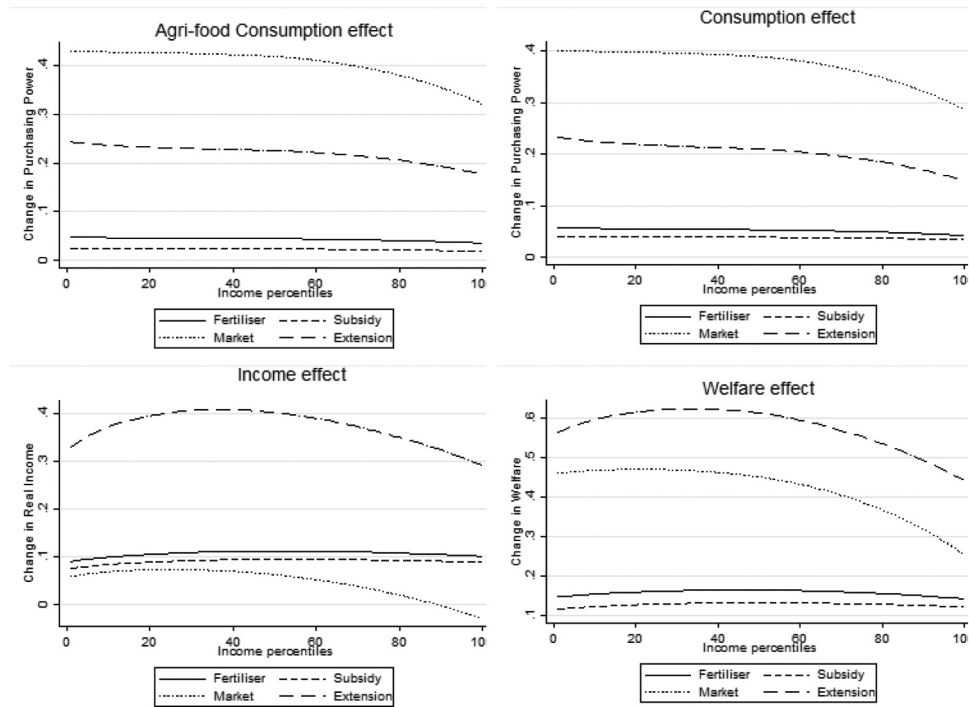 Agri-food Consumption effect
Change in Purchasing Power
.4
.3
.2
.1
0
0 20 40 60 80 100
Income percentiles
Fertiliser Subsidy
Market Extension
Consumption effect
Change in Purchasing Power
.4
.3
.2
.1
0
0 20 40 60 80 10
Income percentiles
Fertiliser Subsidy
Market Extension
Income effect
Change in Real Income
.4
.3
.2
.1
0
0 20 40 60 80 100
Income percentiles
Fertiliser Subsidy
Market Extension
Welfare effect
Change in Welfare
.6
.5
.4
.3
.2
.1
0 20 40 60 80 10
Income percentiles
Fertiliser Subsidy
Market Extension